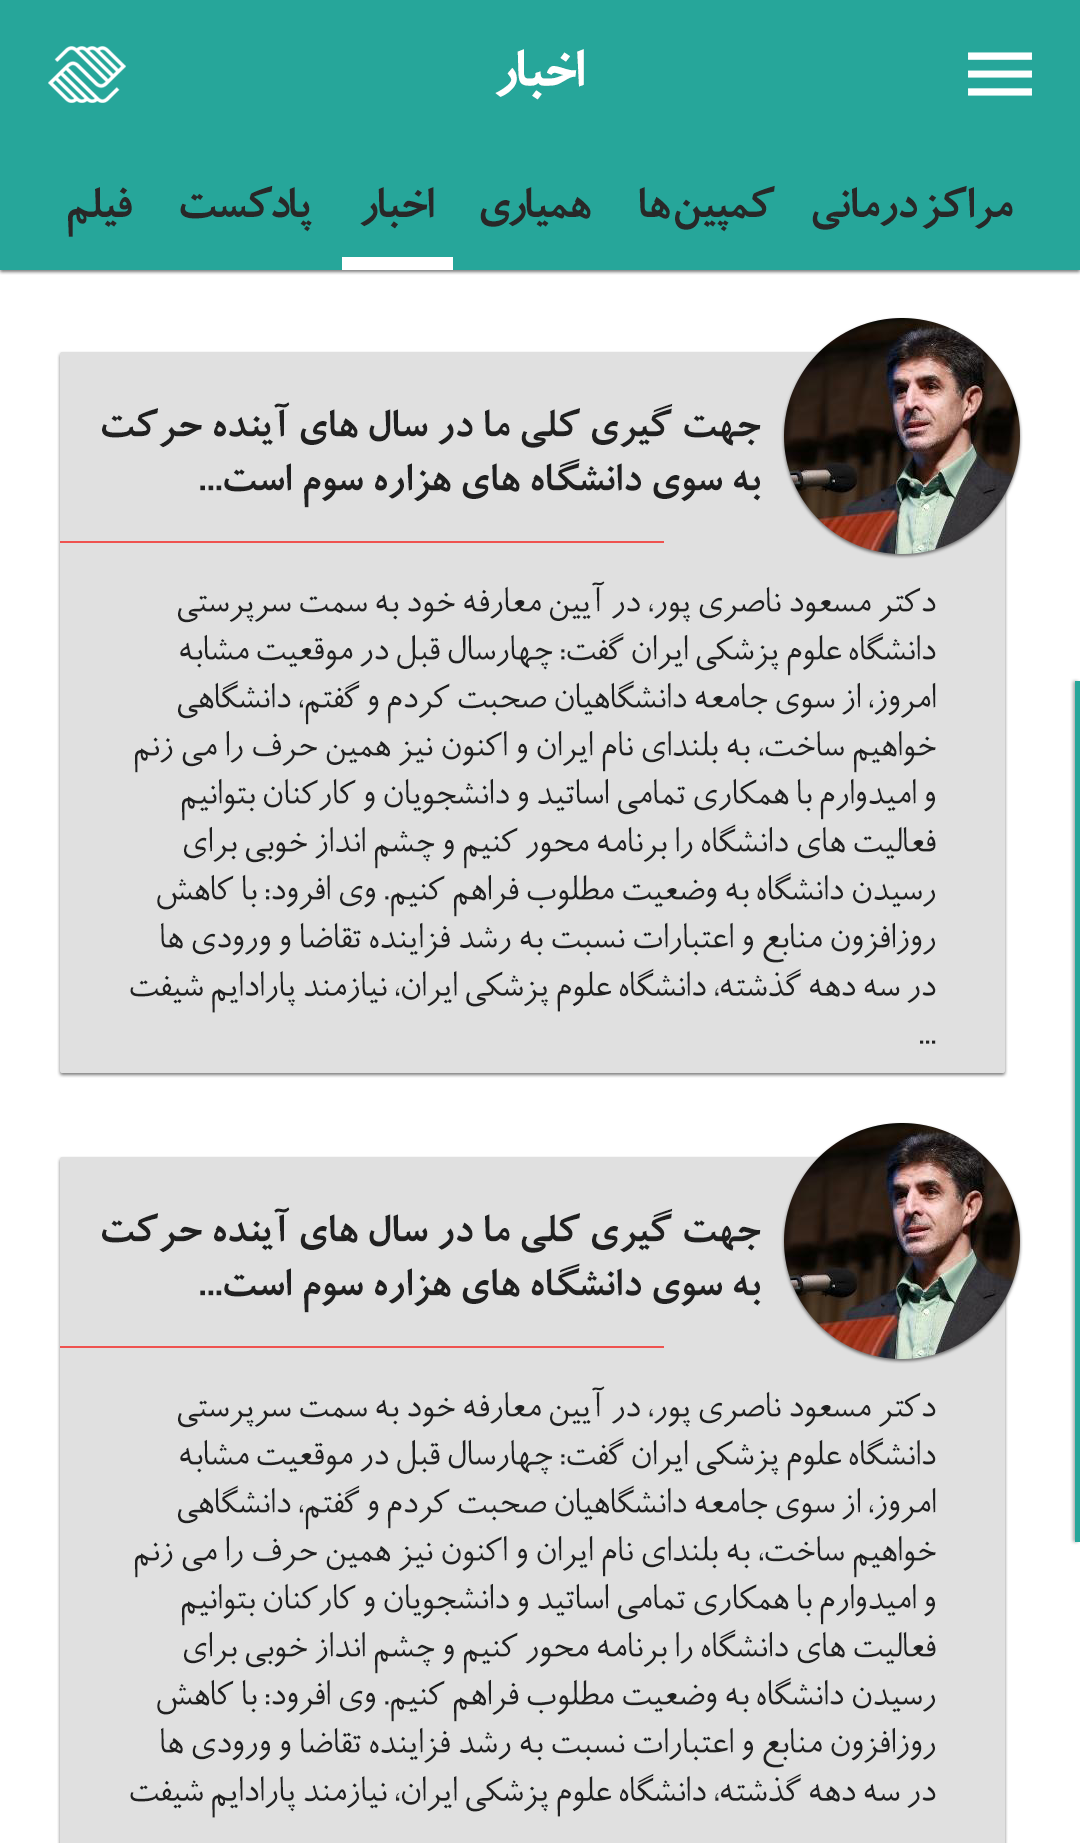 اخبار
مراکز درمانی کمپین‌ها همیاری اخبار پادکست فیلم
جهت گیری کلی ما در سال های آینده حرکت
به سوی دانشگاه های هزاره سوم است...
دکتر مسعود ناصری پور، در آیین معارفه خود به سمت سرپرستی
دانشگاه علوم پزشکی ایران گفت: چهارسال قبل در موقعیت مشابه
امروز، از سوی جامعه دانشگاهیان صحبت کردم و گفتم، دانشگاهی
خواهیم ساخت، به بلندای نام ایران و اکنون نیز همین حرف را می زنم
و امیدوارم با همکاری تمامی اساتید و دانشجویان و کارکنان بتوانیم
فعالیت های دانشگاه را برنامه محور کنیم و چشم انداز خوبی برای
رسیدن دانشگاه به وضعیت مطلوب فراهم کنیم. وی افرود: با کاهش
روزافزون منابع و اعتبارات نسبت به رشد فزاینده تقاضا و ورودی ها
در سه دهه گذشته، دانشگاه علوم پزشکی ایران، نیازمند پارادایم شیفت
...
جهت گیری کلی ما در سال های آینده حرکت
به سوی دانشگاه های هزاره سوم است...
دکتر مسعود ناصری پور، در آیین معارفه خود به سمت سرپرستی
دانشگاه علوم پزشکی ایران گفت: چهارسال قبل در موقعیت مشابه
امروز، از سوی جامعه دانشگاهیان صحبت کردم و گفتم، دانشگاهی
خواهیم ساخت، به بلندای نام ایران و اکنون نیز همین حرف را می زنم
و امیدوارم با همکاری تمامی اساتید و دانشجویان و کارکنان بتوانیم
فعالیت های دانشگاه را برنامه محور کنیم و چشم انداز خوبی برای
رسیدن دانشگاه به وضعیت مطلوب فراهم کنیم. وی افرود: با کاهش
روزافزون منابع و اعتبارات نسبت به رشد فزاینده تقاضا و ورودی ها
در سه دهه گذشته، دانشگاه علوم پزشکی ایران، نیازمند پارادایم شیفت